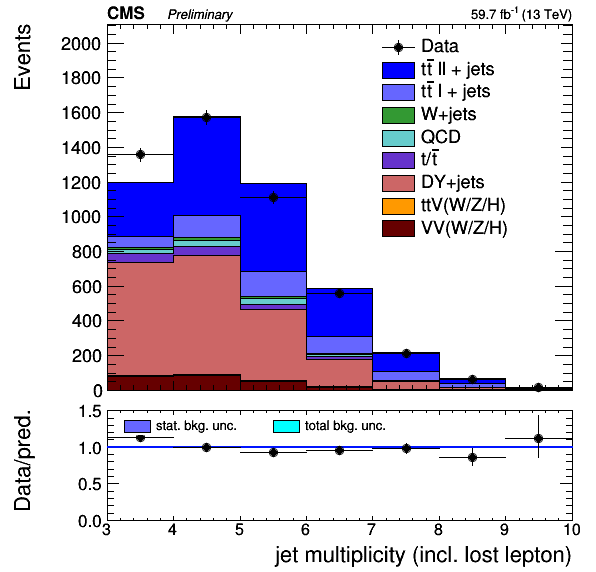 CMS Preliminary 59.7 fb⁻¹ (13 TeV)
Events
2000
1800
1600
1400
1200
1000
800
600
400
200
0
Data
tt̄ ll + jets
tt̄ l + jets
W+jets
QCD
t/t̄
DY+jets
ttV(W/Z/H)
VV(W/Z/H)
Data/pred.
1.5
1.0
0.5
0.0
stat. bkg. unc. total bkg. unc.
3 4 5 6 7 8 9 10
jet multiplicity (incl. lost lepton)